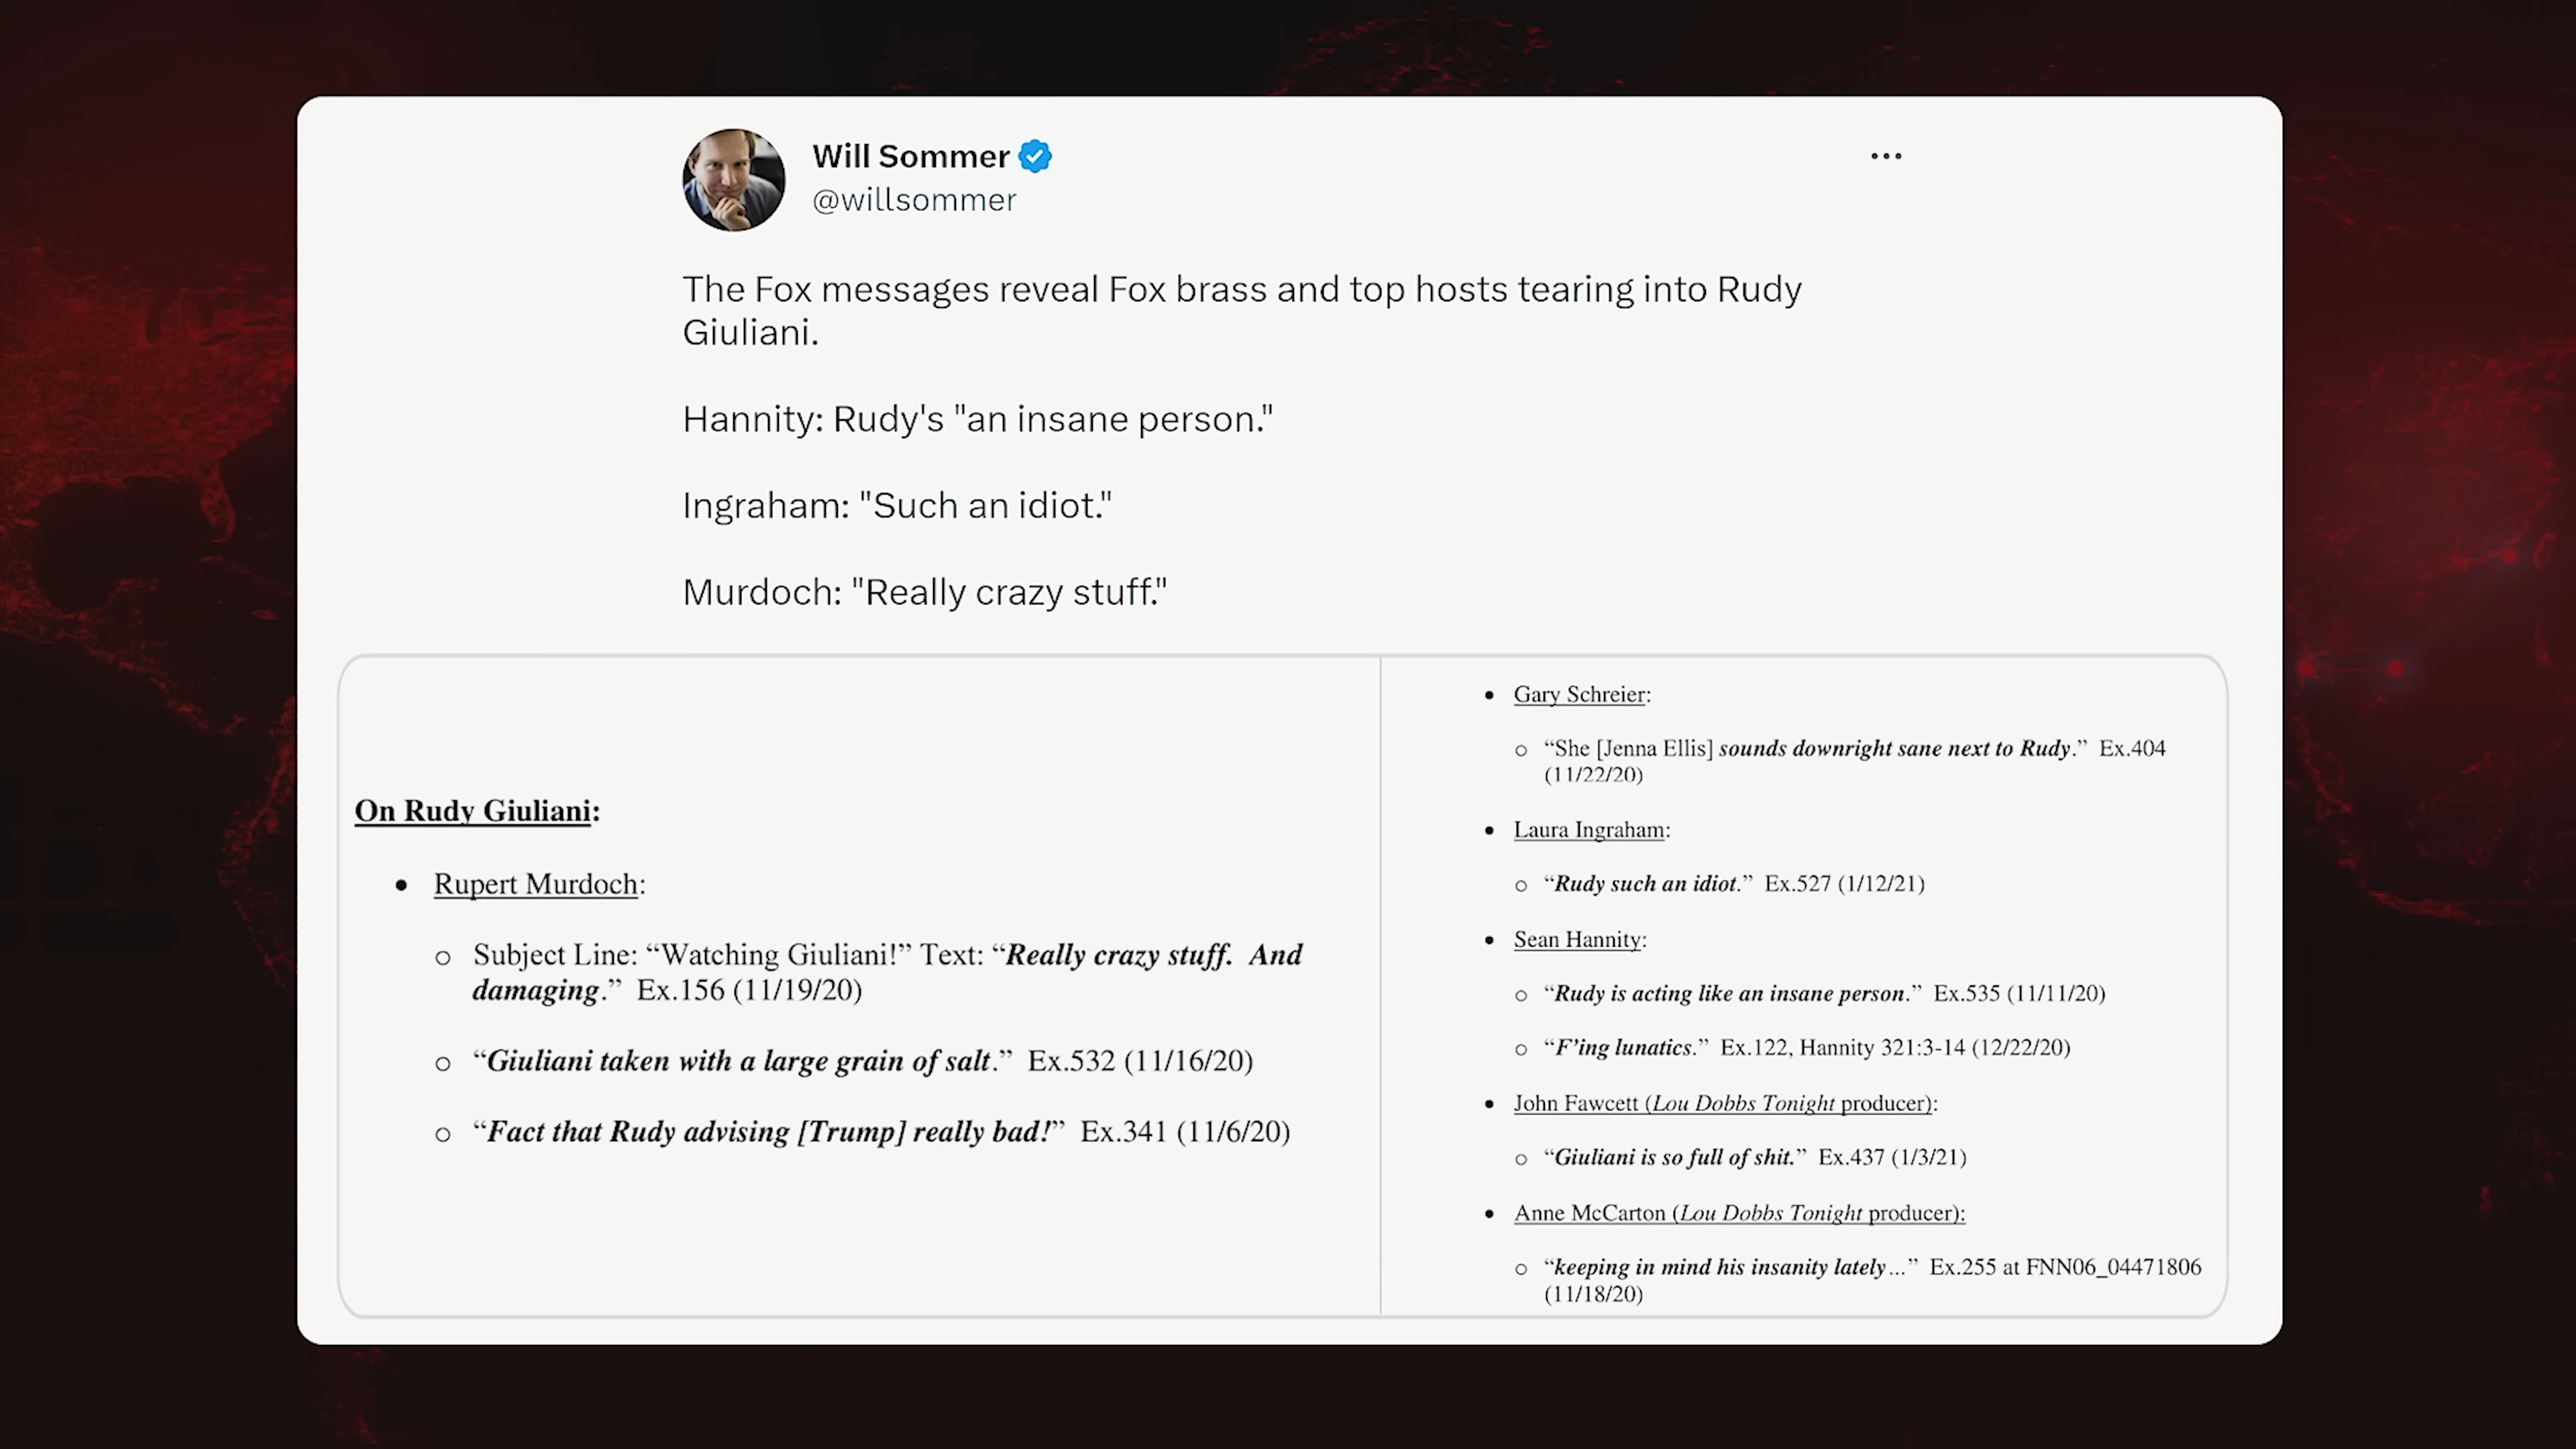 Will Sommer
@willsommer
The Fox messages reveal Fox brass and top hosts tearing into Rudy
Giuliani.
Hannity: Rudy's "an insane person."
Ingraham: "Such an idiot."
Murdoch: "Really crazy stuff."
On Rudy Giuliani:
• Rupert Murdoch:
o Subject Line: “Watching Giuliani!” Text: “Really crazy stuff. And
damaging.” Ex.156 (11/19/20)
o “Giuliani taken with a large grain of salt.” Ex.532 (11/16/20)
o “Fact that Rudy advising [Trump] really bad!” Ex.341 (11/6/20)
• Gary Schreier:
o “She [Jenna Ellis] sounds downright sane next to Rudy.” Ex.404
(11/22/20)
• Laura Ingraham:
o “Rudy such an idiot.” Ex.527 (1/12/21)
• Sean Hannity:
o “Rudy is acting like an insane person.” Ex.535 (11/11/20)
o “F’ing lunatics.” Ex.122, Hannity 321:3-14 (12/22/20)
• John Fawcett (Lou Dobbs Tonight producer):
o “Giuliani is so full of shit.” Ex.437 (1/3/21)
• Anne McCarton (Lou Dobbs Tonight producer):
o “keeping in mind his insanity lately…” Ex.255 at FNN06_04471806
(11/18/20)